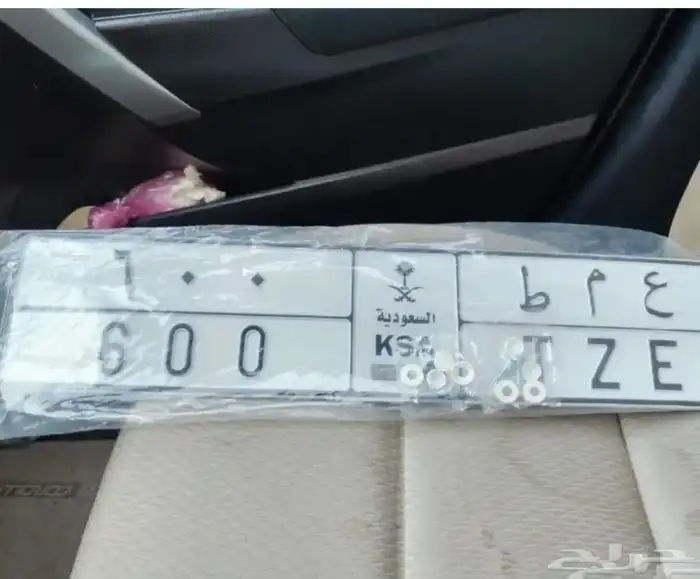 ٦٠٠
600
السعودية
KSA
ع م ط
T Z E
حراج